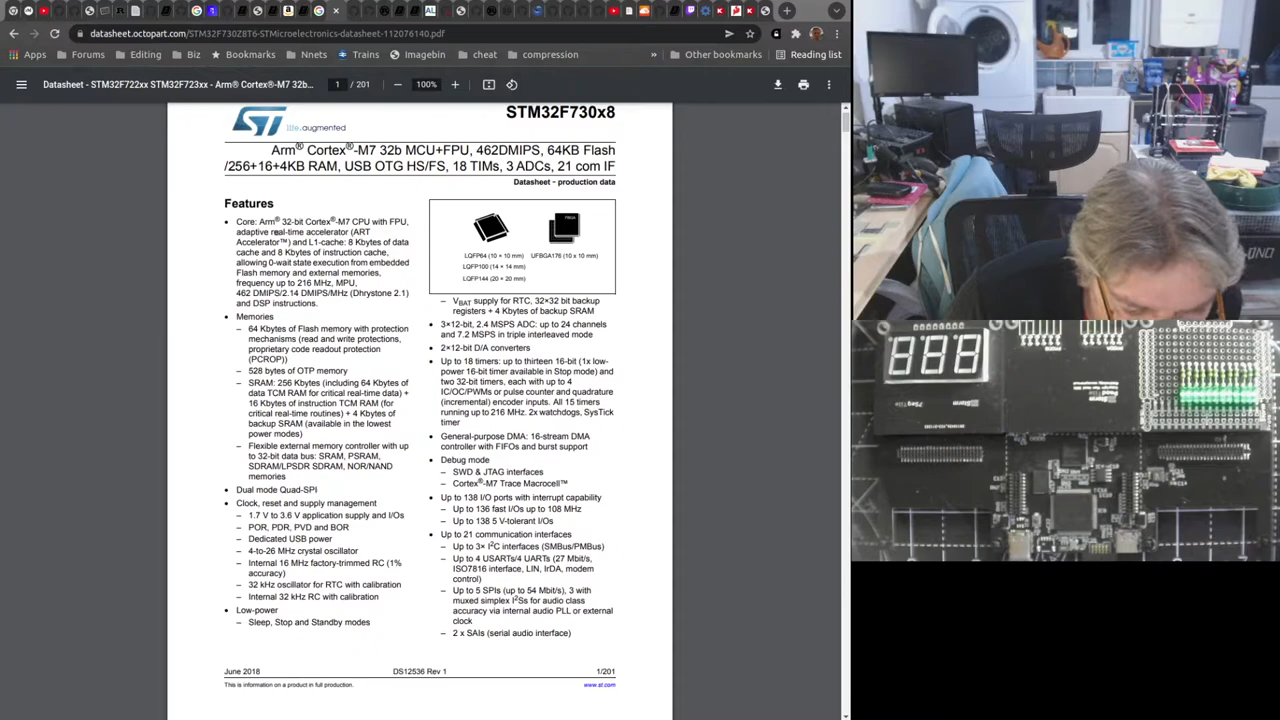 datasheet.octopart.com/STM32F730Z8T6-STMicroelectronics-datasheet-112076140.pdf
Apps Forums Editing Bookmarks Nnets Trains Imagebin cheat compression » Other bookmarks Reading list
Datasheet - STM32F722xx STM32F723xx - Arm® Cortex®-M7 32b... 1 / 201 100%
ST life.augmented
STM32F730x8
Arm® Cortex®-M7 32b MCU+FPU, 462DMIPS, 64KB Flash
/256+16+4KB RAM, USB OTG HS/FS, 18 TIMs, 3 ADCs, 21 com IF
Datasheet - production data
Features
• Core: Arm® 32-bit Cortex®-M7 CPU with FPU,
adaptive real-time accelerator (ART
Accelerator™) and L1-cache: 8 Kbytes of data
cache and 8 Kbytes of instruction cache,
allowing 0-wait state execution from embedded
Flash memory and external memories,
frequency up to 216 MHz, MPU,
462 DMIPS/2.14 DMIPS/MHz (Dhrystone 2.1)
and DSP instructions.
• Memories
– 64 Kbytes of Flash memory with protection
mechanisms (read and write protections,
proprietary code readout protection
(PCROP))
– 528 bytes of OTP memory
– SRAM: 256 Kbytes (including 64 Kbytes of
data TCM RAM for critical real-time data) +
16 Kbytes of instruction TCM RAM (for
critical real-time routines) + 4 Kbytes of
backup SRAM (available in the lowest
power modes)
– Flexible external memory controller with up
to 32-bit data bus: SRAM, PSRAM,
SDRAM/LPSDR SDRAM, NOR/NAND
memories
• Dual mode Quad-SPI
• Clock, reset and supply management
– 1.7 V to 3.6 V application supply and I/Os
– POR, PDR, PVD and BOR
– Dedicated USB power
– 4-to-26 MHz crystal oscillator
– Internal 16 MHz factory-trimmed RC (1%
accuracy)
– 32 kHz oscillator for RTC with calibration
– Internal 32 kHz RC with calibration
• Low-power
– Sleep, Stop and Standby modes
FBGA
LQFP64 (10 × 10 mm) UFBGA176 (10 x 10 mm)
LQFP100 (14 × 14 mm)
LQFP144 (20 × 20 mm)
– VBAT supply for RTC, 32×32 bit backup
registers + 4 Kbytes of backup SRAM
• 3×12-bit, 2.4 MSPS ADC: up to 24 channels
and 7.2 MSPS in triple interleaved mode
• 2×12-bit D/A converters
• Up to 18 timers: up to thirteen 16-bit (1x low-
power 16-bit timer available in Stop mode) and
two 32-bit timers, each with up to 4
IC/OC/PWMs or pulse counter and quadrature
(incremental) encoder inputs. All 15 timers
running up to 216 MHz. 2x watchdogs, SysTick
timer
• General-purpose DMA: 16-stream DMA
controller with FIFOs and burst support
• Debug mode
– SWD & JTAG interfaces
– Cortex®-M7 Trace Macrocell™
• Up to 138 I/O ports with interrupt capability
– Up to 136 fast I/Os up to 108 MHz
– Up to 138 5 V-tolerant I/Os
• Up to 21 communication interfaces
– Up to 3× I²C interfaces (SMBus/PMBus)
– Up to 4 USARTs/4 UARTs (27 Mbit/s,
ISO7816 interface, LIN, IrDA, modem
control)
– Up to 5 SPIs (up to 54 Mbit/s), 3 with
muxed simplex I²Ss for audio class
accuracy via internal audio PLL or external
clock
– 2 x SAIs (serial audio interface)
June 2018 DS12536 Rev 1 1/201
This is information on a product in full production. www.st.com